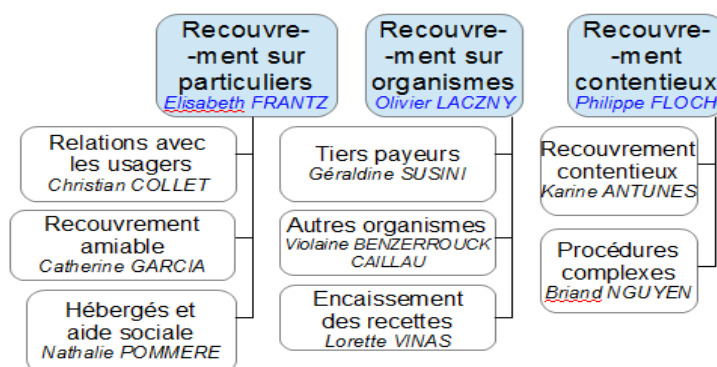 Recouvre-
-ment sur
particuliers
Elisabeth FRANTZ
Relations avec
les usagers
Christian COLLET
Recouvrement
amiable
Catherine GARCIA
Hébergés et
aide sociale
Nathalie POMMERE
Recouvre-
-ment sur
organismes
Olivier LACZNY
Tiers payeurs
Géraldine SUSINI
Autres organismes
Violaine BENZERROUCK
CAILLAU
Encaissement
des recettes
Lorette VINAS
Recouvre-
-ment
contentieux
Philippe FLOCH
Recouvrement
contentieux
Karine ANTUNES
Procédures
complexes
Briand NGUYEN